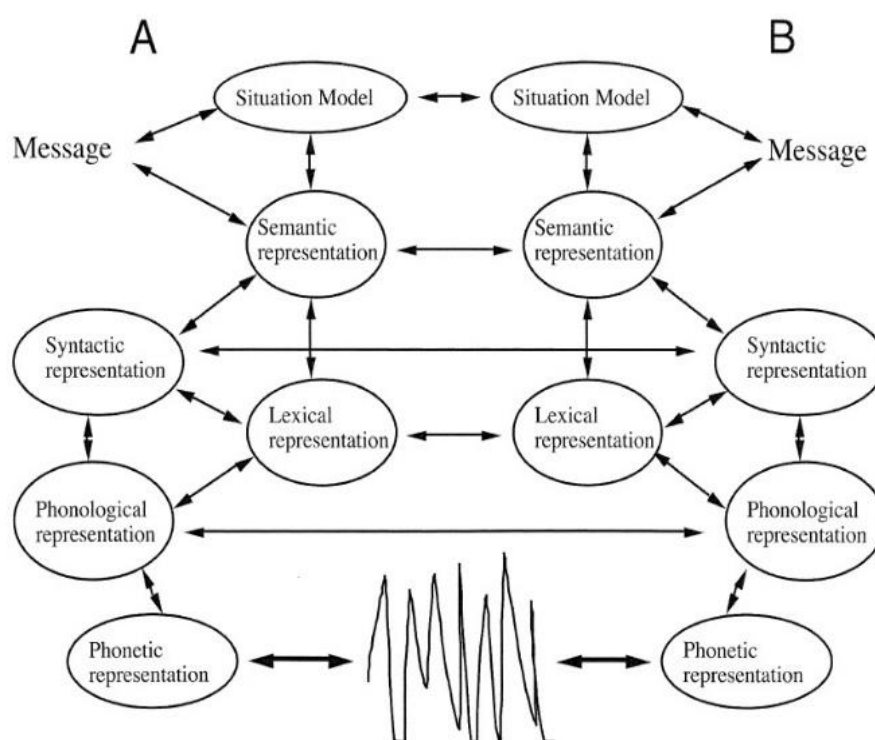 A
B
Situation Model
Situation Model
Message
Message
Semantic
representation
Semantic
representation
Syntactic
representation
Syntactic
representation
Lexical
representation
Lexical
representation
Phonological
representation
Phonological
representation
Phonetic
representation
Phonetic
representation